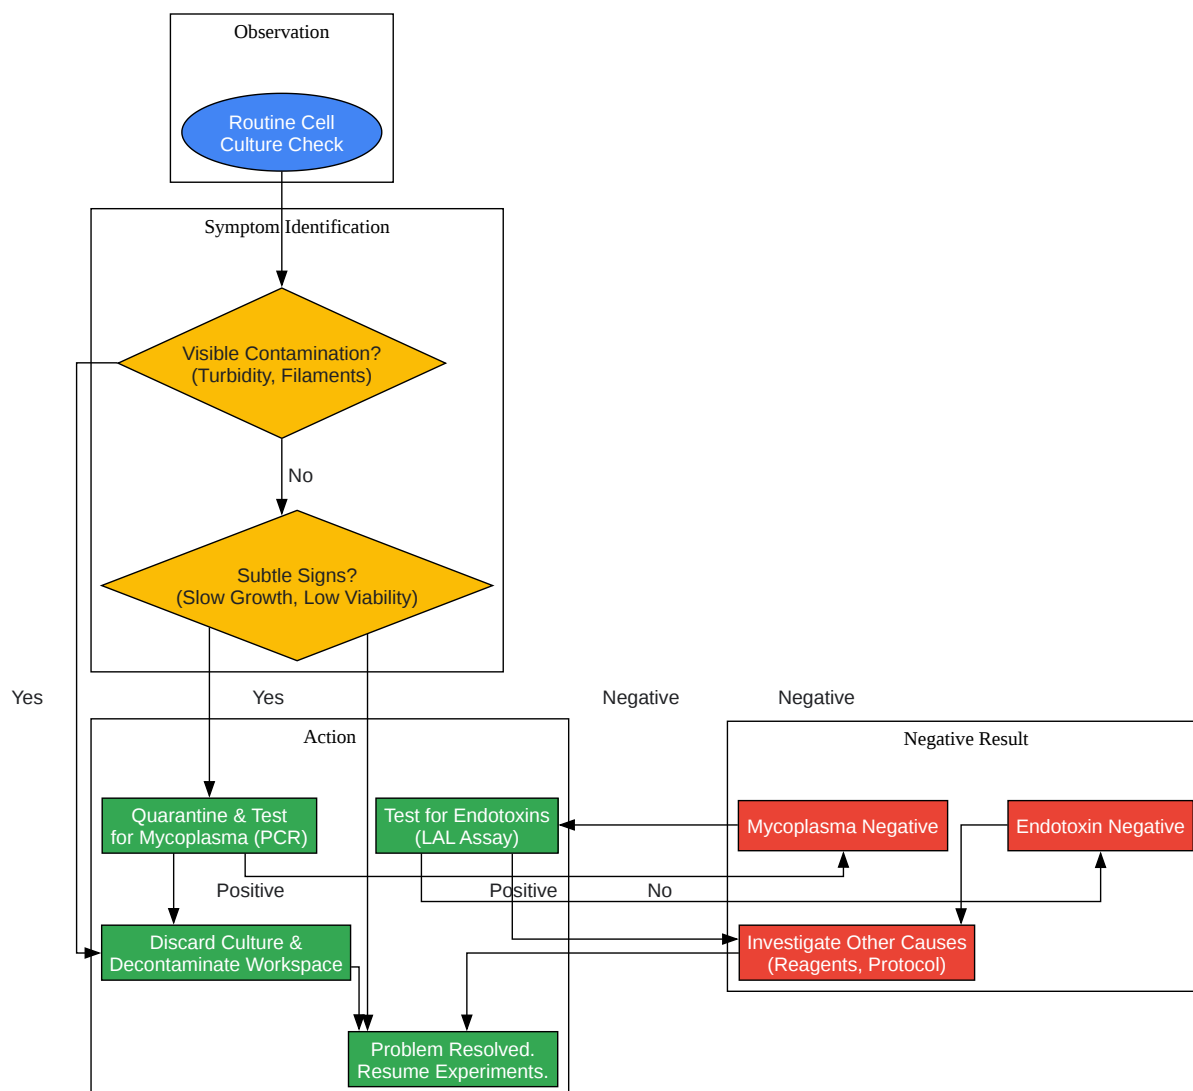 Observation
Routine Cell
Culture Check
Symptom Identification
Visible Contamination?
(Turbidity, Filaments)
No
Subtle Signs?
(Slow Growth, Low Viability)
Yes
Yes
Negative
Negative
Action
Negative Result
Quarantine & Test
for Mycoplasma (PCR)
Test for Endotoxins
(LAL Assay)
Mycoplasma Negative
Endotoxin Negative
Positive
Positive
No
Discard Culture &
Decontaminate Workspace
Investigate Other Causes
(Reagents, Protocol)
Problem Resolved.
Resume Experiments.